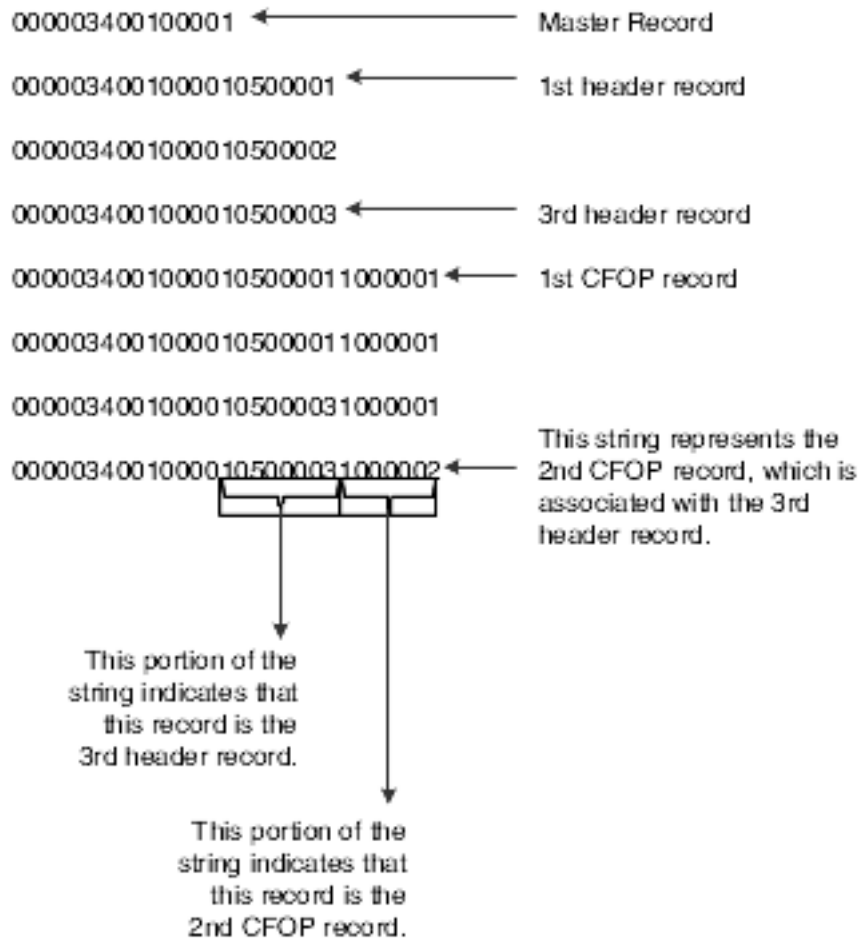 000003400100001 Master Record
0000034001000010500001 1st header record
0000034001000010500002
0000034001000010500003 3rd header record
00000340010000105000011000001 1st CFOP record
00000340010000105000011000001
00000340010000105000031000001
00000340010000105000031000002
This string represents the
2nd CFOP record, which is
associated with the 3rd
header record.
This portion of the
string indicates that
this record is the
3rd header record.
This portion of the
string indicates that
this record is the
2nd CFOP record.